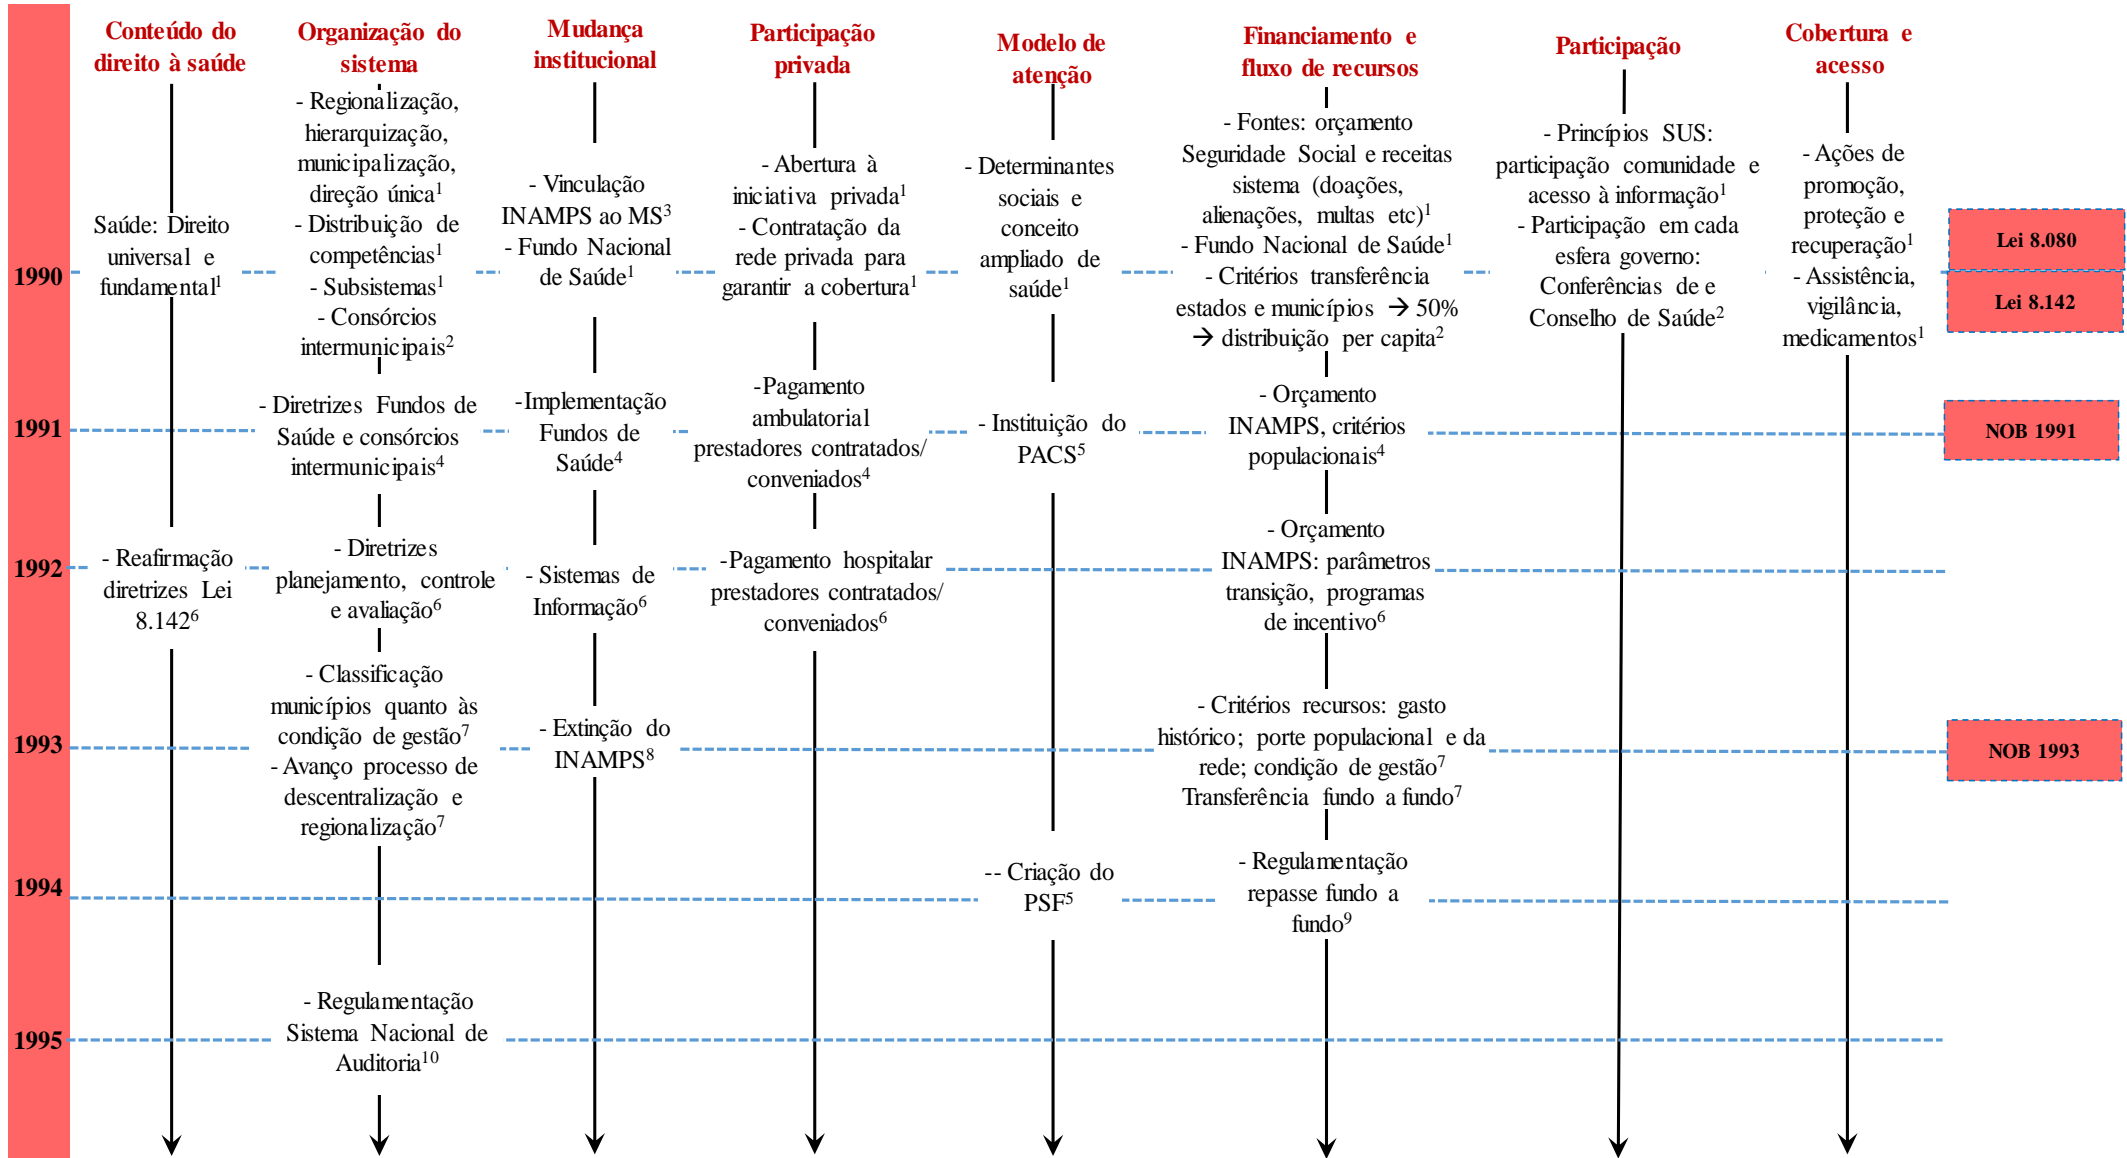 Conteúdo do
direito à saúde
Organização do
sistema
Mudança
institucional
Participação
privada
Modelo de
atenção
Financiamento e
fluxo de recursos
Participação
Cobertura e
acesso
1990
Saúde: Direito
universal e
fundamental1
- Regionalização,
hierarquização,
municipalização,
direção única1
- Distribuição de
competências1
- Subsistemas1
- Consórcios
intermunicipais2
- Vinculação
INAMPS ao MS3
- Fundo Nacional
de Saúde1
- Abertura à
iniciativa privada1
- Contratação da
rede privada para
garantir a cobertura1
- Determinantes
sociais e
conceito
ampliado de
saúde1
- Fontes: orçamento
Seguridade Social e receitas
sistema (doações,
alienações, multas etc)1
- Fundo Nacional de Saúde1
- Critérios transferência
estados e municípios → 50%
→ distribuição per capita2
- Princípios SUS:
participação comunidade e
acesso à informação1
- Participação em cada
esfera governo:
Conferências de e
Conselho de Saúde2
- Ações de
promoção,
proteção e
recuperação1
- Assistência,
vigilância,
medicamentos1
Lei 8.080
Lei 8.142
1991
- Diretrizes Fundos de
Saúde e consórcios
intermunicipais4
-Implementação
Fundos de
Saúde4
-Pagamento
ambulatorial
prestadores contratados/
conveniados4
- Instituição do
PACS5
- Orçamento
INAMPS, critérios
populacionais4
NOB 1991
1992
- Reafirmação
diretrizes Lei
8.1426
- Diretrizes
planejamento, controle
e avaliação6
- Sistemas de
Informação6
-Pagamento hospitalar
prestadores contratados/
conveniados6
- Orçamento
INAMPS: parâmetros
transição, programas
de incentivo6
1993
- Classificação
municípios quanto às
condição de gestão7
- Avanço processo de
descentralização e
regionalização7
- Extinção do
INAMPS8
- Critérios recursos: gasto
histórico; porte populacional e da
rede; condição de gestão7
Transferência fundo a fundo7
NOB 1993
1994
-- Criação do
PSF5
- Regulamentação
repasse fundo a
fundo9
1995
- Regulamentação
Sistema Nacional de
Auditoria10